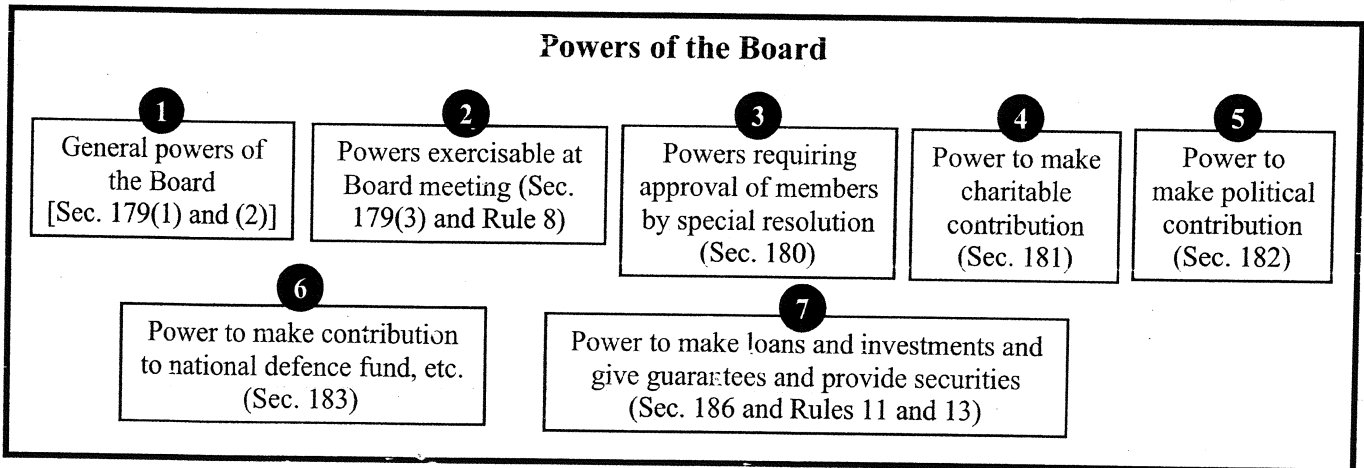 Powers of the Board
1
General powers of
the Board
[Sec. 179(1) and (2)]
2
Powers exercisable at
Board meeting (Sec.
179(3) and Rule 8)
3
Powers requiring
approval of members
by special resolution
(Sec. 180)
4
Power to make
charitable
contribution
(Sec. 181)
5
Power to
make political
contribution
(Sec. 182)
6
Power to make contribution
to national defence fund, etc.
(Sec. 183)
7
Power to make loans and investments and
give guarantees and provide securities
(Sec. 186 and Rules 11 and 13)